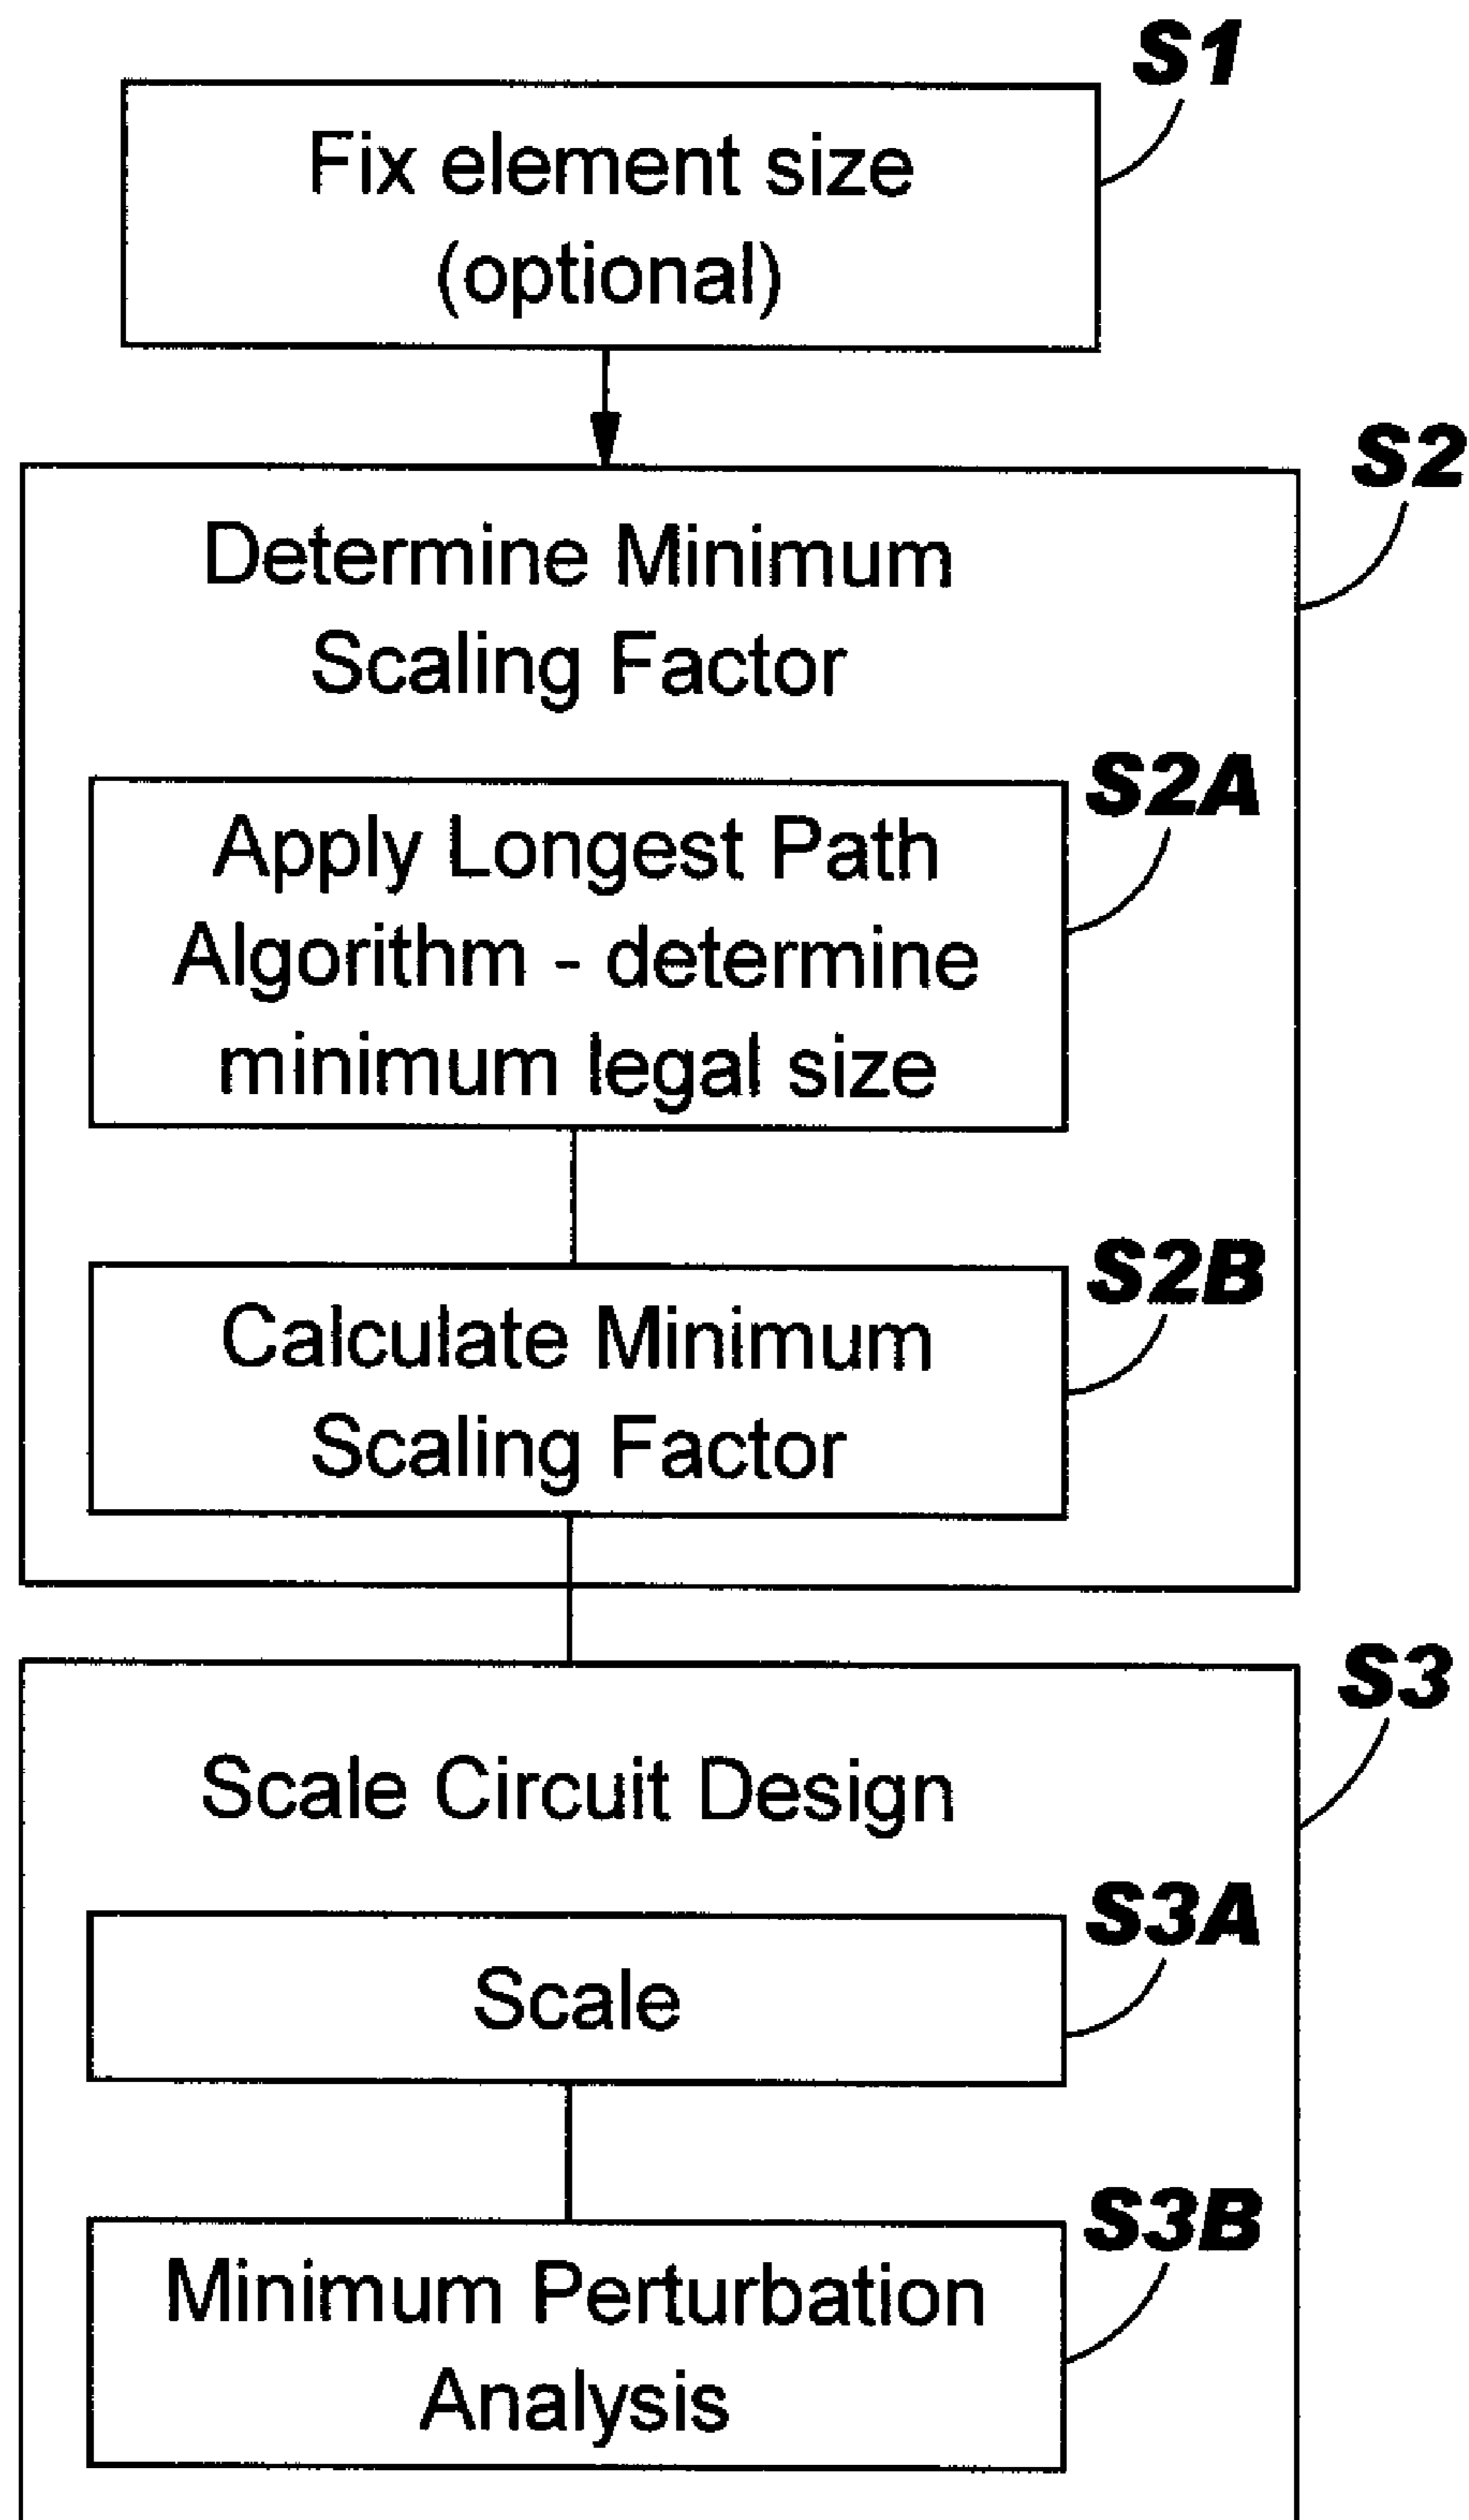 S1
Fix element size
(optional)
S2
Determine Minimum
Scaling Factor
S2A
Apply Longest Path
Algorithm - determine
minimum legal size
S2B
Calculate Minimum
Scaling Factor
S3
Scale Circuit Design
S3A
Scale
S3B
Minimum Perturbation
Analysis